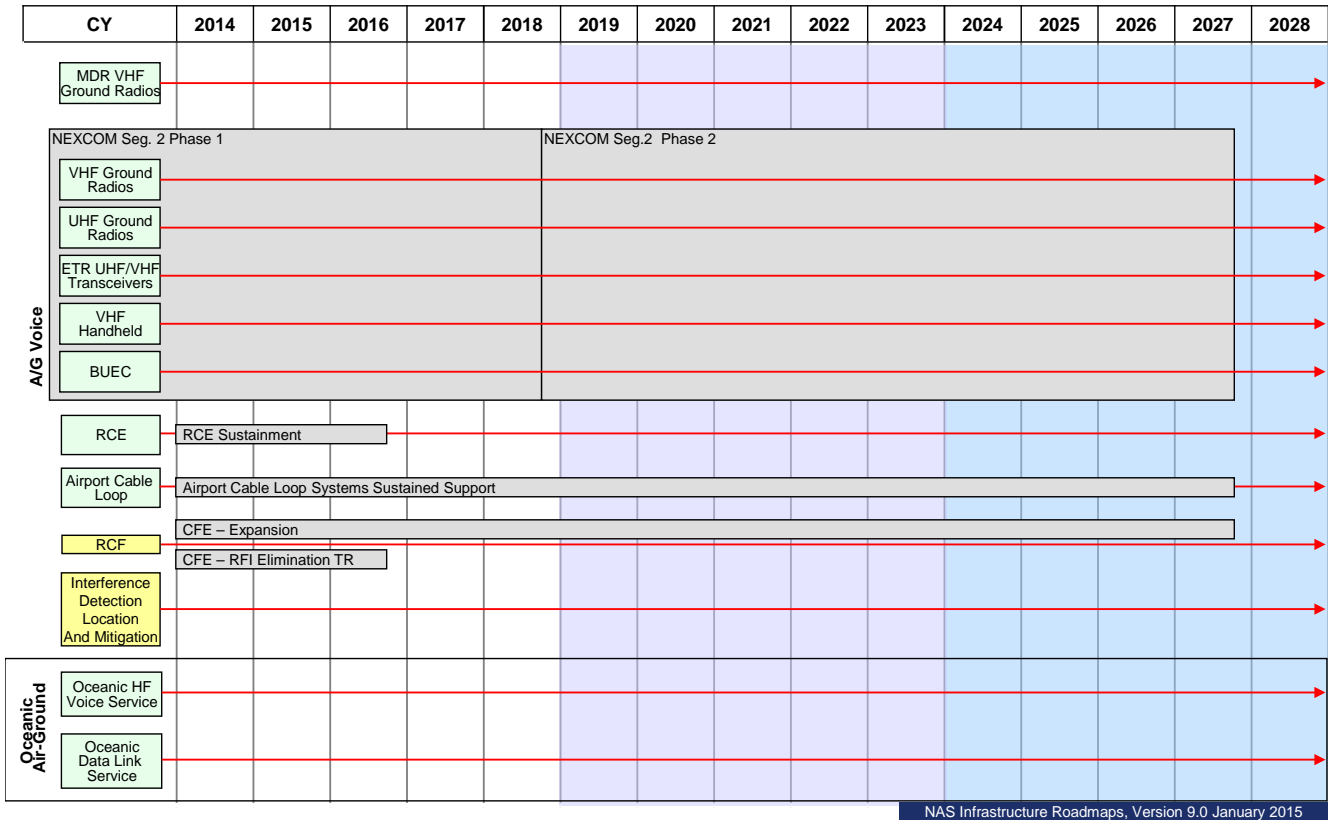 CY 2014 2015 2016 2017 2018 2019 2020 2021 2022 2023 2024 2025 2026 2027 2028
MDR VHF
Ground Radios
NEXCOM Seg. 2 Phase 1
NEXCOM Seg.2 Phase 2
A/G Voice
VHF Ground
Radios
UHF Ground
Radios
ETR UHF/VHF
Transceivers
VHF
Handheld
BUEC
RCE
RCE Sustainment
Airport Cable
Loop
Airport Cable Loop Systems Sustained Support
CFE – Expansion
RCF
CFE – RFI Elimination TR
Interference
Detection
Location
And Mitigation
Oceanic
Air-Ground
Oceanic HF
Voice Service
Oceanic
Data Link
Service
NAS Infrastructure Roadmaps, Version 9.0 January 2015